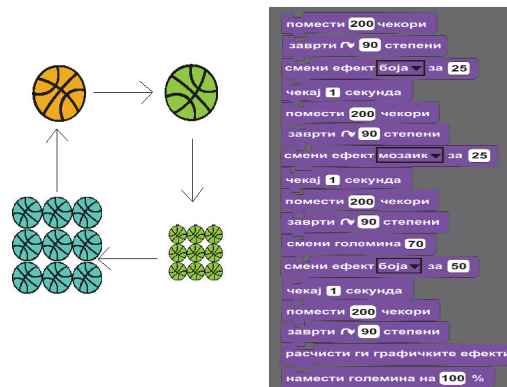 помести 200 чекори
заврти 90 степени
смени ефект боја за 25
чекај 1 секунда
помести 200 чекори
заврти 90 степени
смени ефект мозаик за 25
чекај 1 секунда
помести 200 чекори
заврти 90 степени
смени големина 70
смени ефект боја за 50
чекај 1 секунда
помести 200 чекори
заврти 90 степени
расчисти ги графичките ефекти
намести големина на 100 %